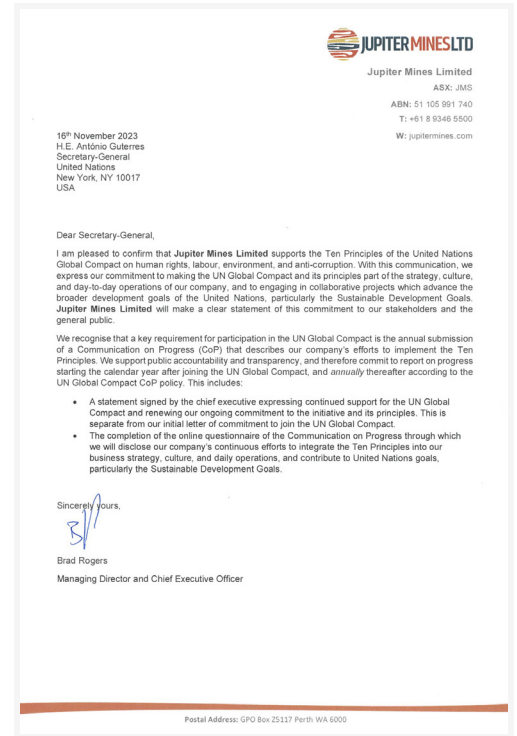 JUPITER MINES LTD
Jupiter Mines Limited
ASX: JMS
ABN: 51 105 991 740
T: +61 8 9346 5500
W: jupitermines.com
16th November 2023
H.E. António Guterres
Secretary-General
United Nations
New York, NY 10017
USA
Dear Secretary-General,
I am pleased to confirm that Jupiter Mines Limited supports the Ten Principles of the United Nations
Global Compact on human rights, labour, environment, and anti-corruption. With this communication, we
express our commitment to making the UN Global Compact and its principles part of the strategy, culture,
and day-to-day operations of our company, and to engaging in collaborative projects which advance the
broader development goals of the United Nations, particularly the Sustainable Development Goals.
Jupiter Mines Limited will make a clear statement of this commitment to our stakeholders and the
general public.
We recognise that a key requirement for participation in the UN Global Compact is the annual submission
of a Communication on Progress (CoP) that describes our company's efforts to implement the Ten
Principles. We support public accountability and transparency, and therefore commit to report on progress
starting the calendar year after joining the UN Global Compact, and annually thereafter according to the
UN Global Compact CoP policy. This includes:
• A statement signed by the chief executive expressing continued support for the UN Global
Compact and renewing our ongoing commitment to the initiative and its principles. This is
separate from our initial letter of commitment to join the UN Global Compact.
• The completion of the online questionnaire of the Communication on Progress through which
we will disclose our company's continuous efforts to integrate the Ten Principles into our
business strategy, culture, and daily operations, and contribute to United Nations goals,
particularly the Sustainable Development Goals.
Sincerely yours,
Brad Rogers
Managing Director and Chief Executive Officer
Postal Address: GPO Box Z5117 Perth WA 6000